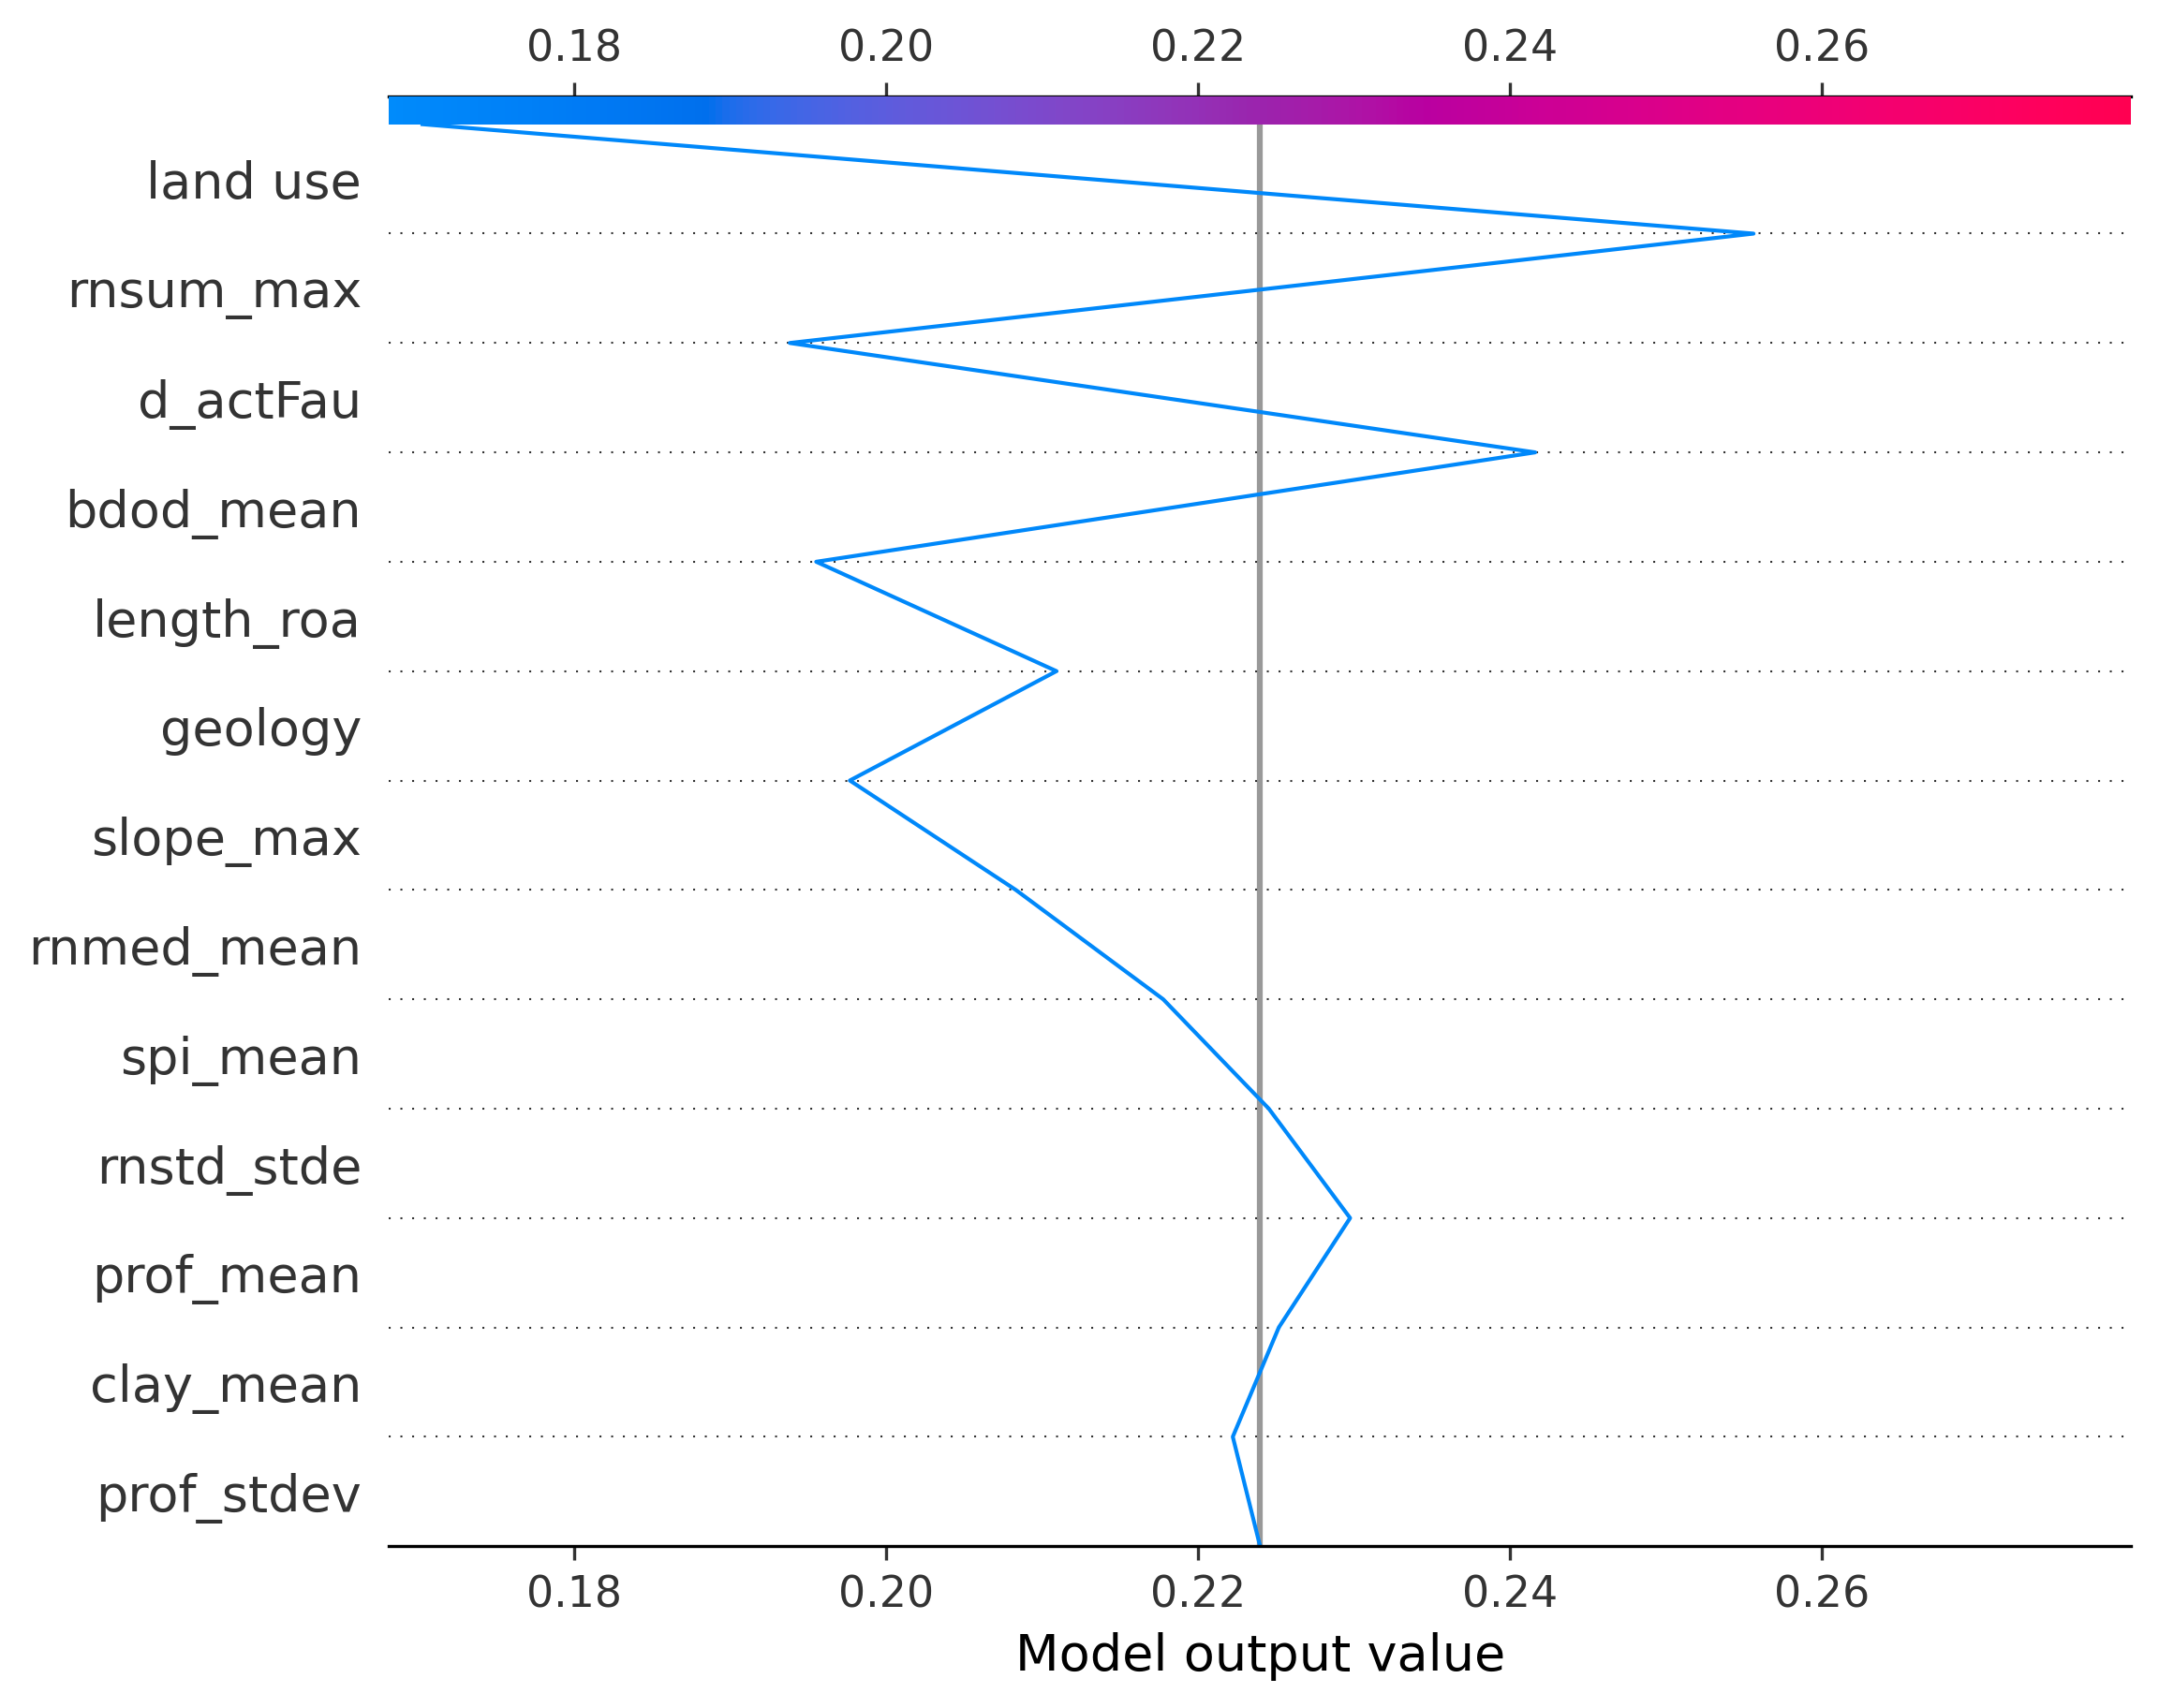 0.18 0.20 0.22 0.24 0.26
land use
rnsum_max
d_actFau
bdod_mean
length_roa
geology
slope_max
rnmed_mean
spi_mean
rnstd_stde
prof_mean
clay_mean
prof_stdev
0.18 0.20 0.22 0.24 0.26
Model output value